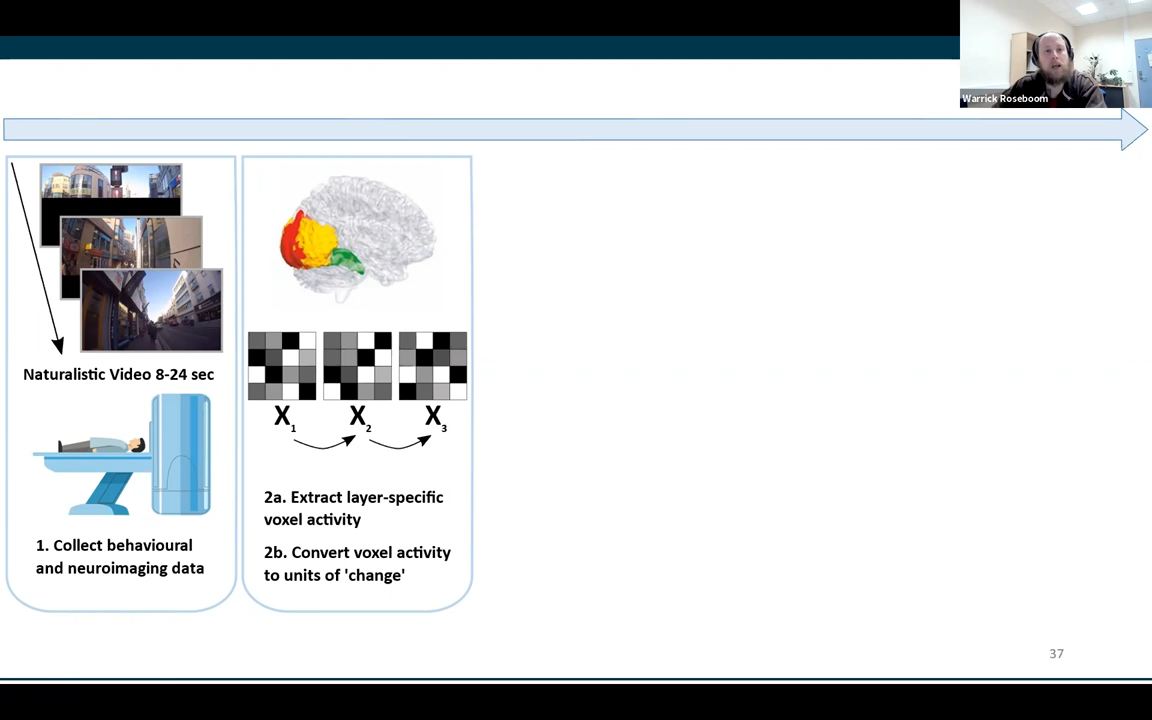 Warrick Roseboom
Naturalistic Video 8-24 sec
1. Collect behavioural
and neuroimaging data
X1 X2 X3
2a. Extract layer-specific
voxel activity
2b. Convert voxel activity
to units of 'change'
37